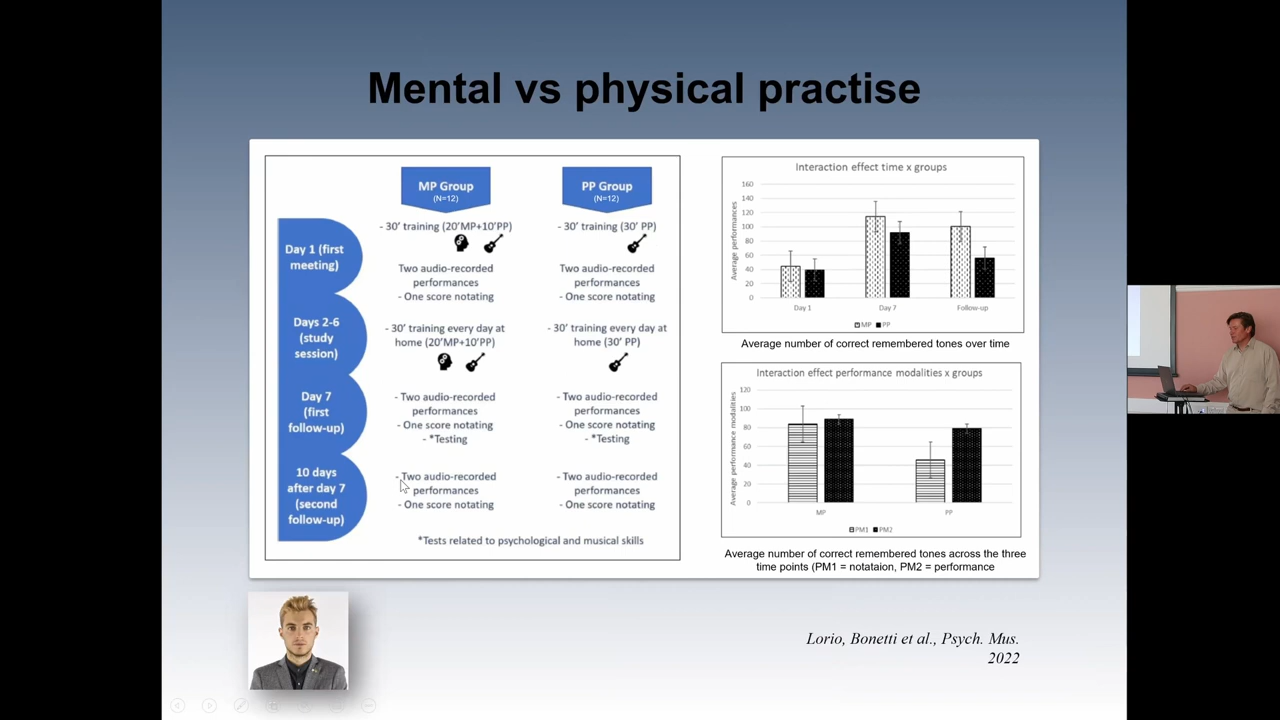 Mental vs physical practise
MP Group
(N=12)
PP Group
(N=12)
Day 1 (first
meeting)
- 30' training (20'MP+10'PP)
Two audio-recorded
performances
- One score notating
- 30' training (30' PP)
Two audio-recorded
performances
- One score notating
Days 2-6
(study
session)
- 30' training every day at
home (20'MP+10'PP)
- 30' training every day at
home (30' PP)
Day 7
(first
follow-up)
- Two audio-recorded
performances
- One score notating
- *Testing
- Two audio-recorded
performances
- One score notating
- *Testing
10 days
after day 7
(second
follow-up)
- Two audio-recorded
performances
- One score notating
- Two audio-recorded
performances
- One score notating
*Tests related to psychological and musical skills
Interaction effect time x groups
Average performances
160
140
120
100
80
60
40
20
0
Day 1
Day 7
Follow-up
MP
PP
Average number of correct remembered tones over time
Interaction effect performance modalities x groups
Average performance modalities
120
100
80
60
40
20
0
MP
PP
PM1
PM2
Average number of correct remembered tones across the three
time points (PM1 = notataion, PM2 = performance
Lorio, Bonetti et al., Psych. Mus.
2022